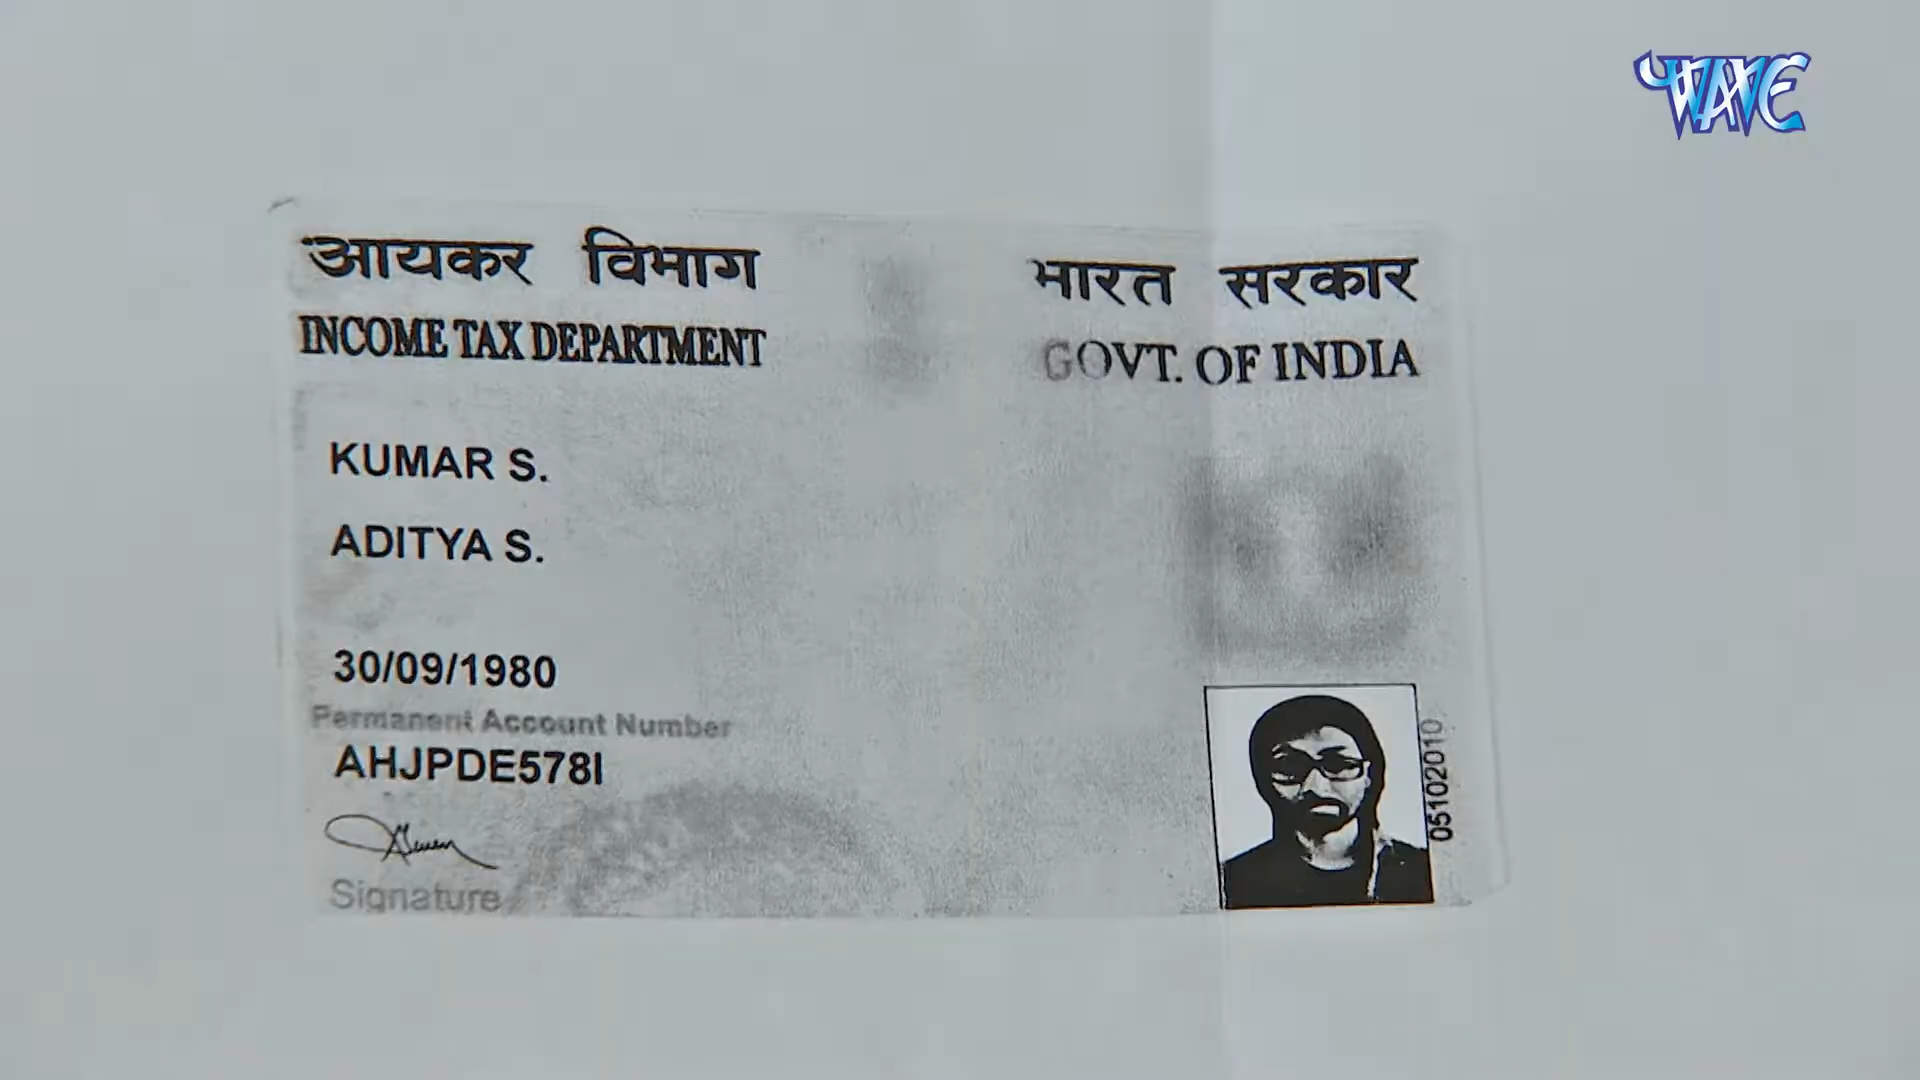 WAVE
आयकर विभाग
INCOME TAX DEPARTMENT
भारत सरकार
GOVT. OF INDIA
KUMAR S.
ADITYA S.
30/09/1980
Permanent Account Number
AHJPDE578I
Signature
05102010